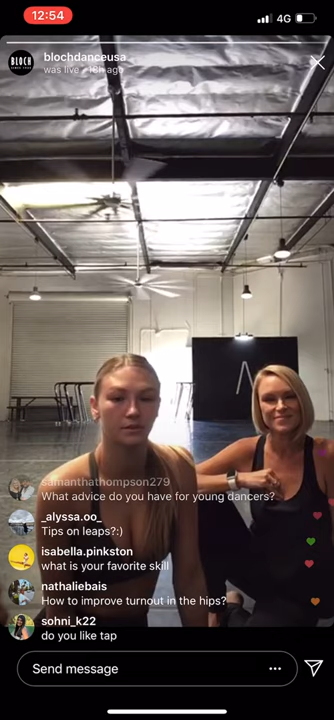 12:54
4G
BLOCH
blochdanceusa
was live · 18h ago
samanthathompson279
What advice do you have for young dancers?
_alyssa.oo_
Tips on leaps?:)
isabella.pinkston
what is your favorite skill
nathaliebais
How to improve turnout in the hips?
sohni_k22
do you like tap
Send message